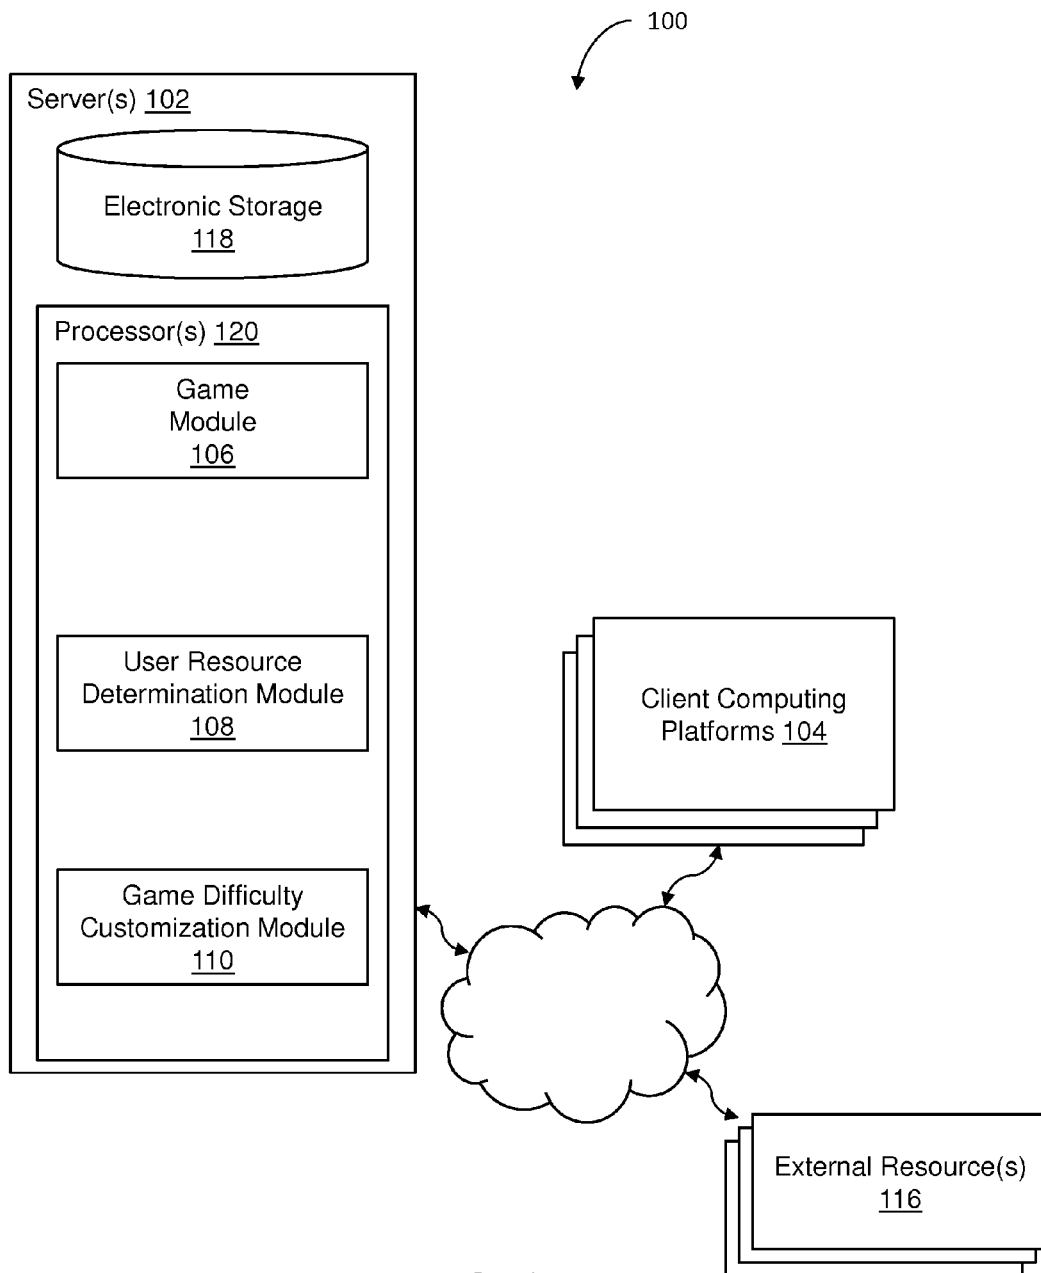 100
Server(s) 102
Electronic Storage
118
Processor(s) 120
Game
Module
106
User Resource
Determination Module
108
Client Computing
Platforms 104
Game Difficulty
Customization Module
110
External Resource(s)
116